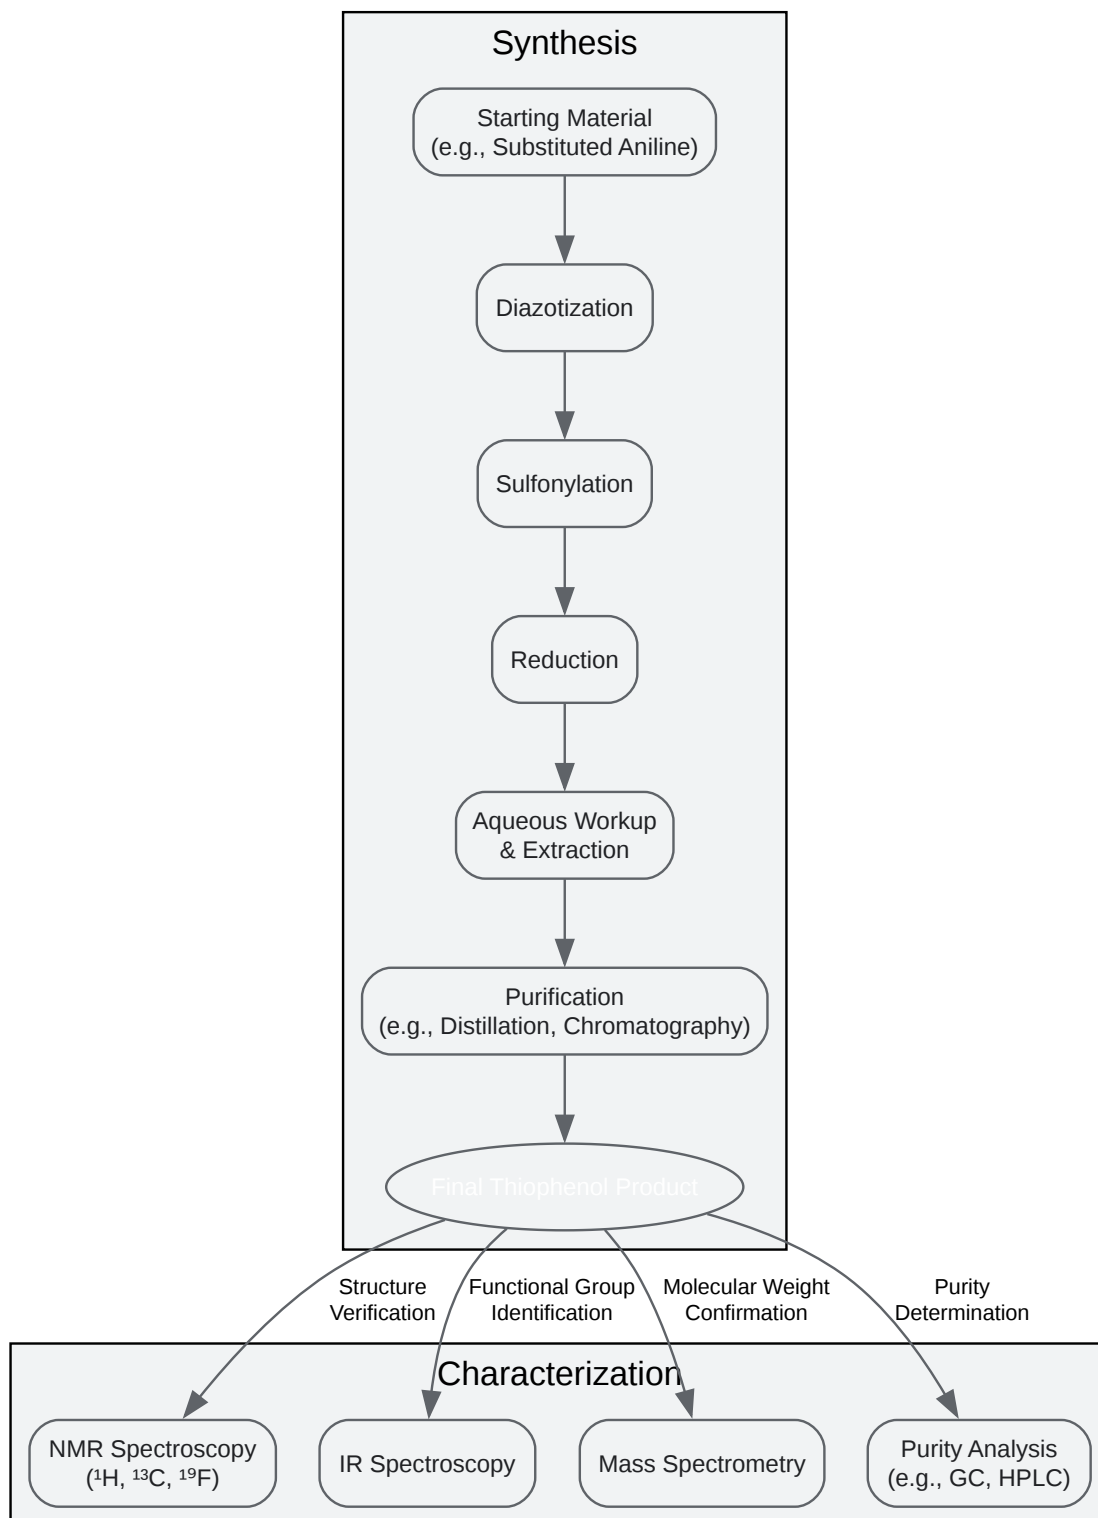 Synthesis
Starting Material
(e.g., Substituted Aniline)
Diazotization
Sulfonylation
Reduction
Aqueous Workup
& Extraction
Purification
(e.g., Distillation, Chromatography)
Final Thiophenol Product
Structure
Verification
Functional Group
Identification
Molecular Weight
Confirmation
Purity
Determination
Characterization
NMR Spectroscopy
(¹H, ¹³C, ¹⁹F)
IR Spectroscopy
Mass Spectrometry
Purity Analysis
(e.g., GC, HPLC)